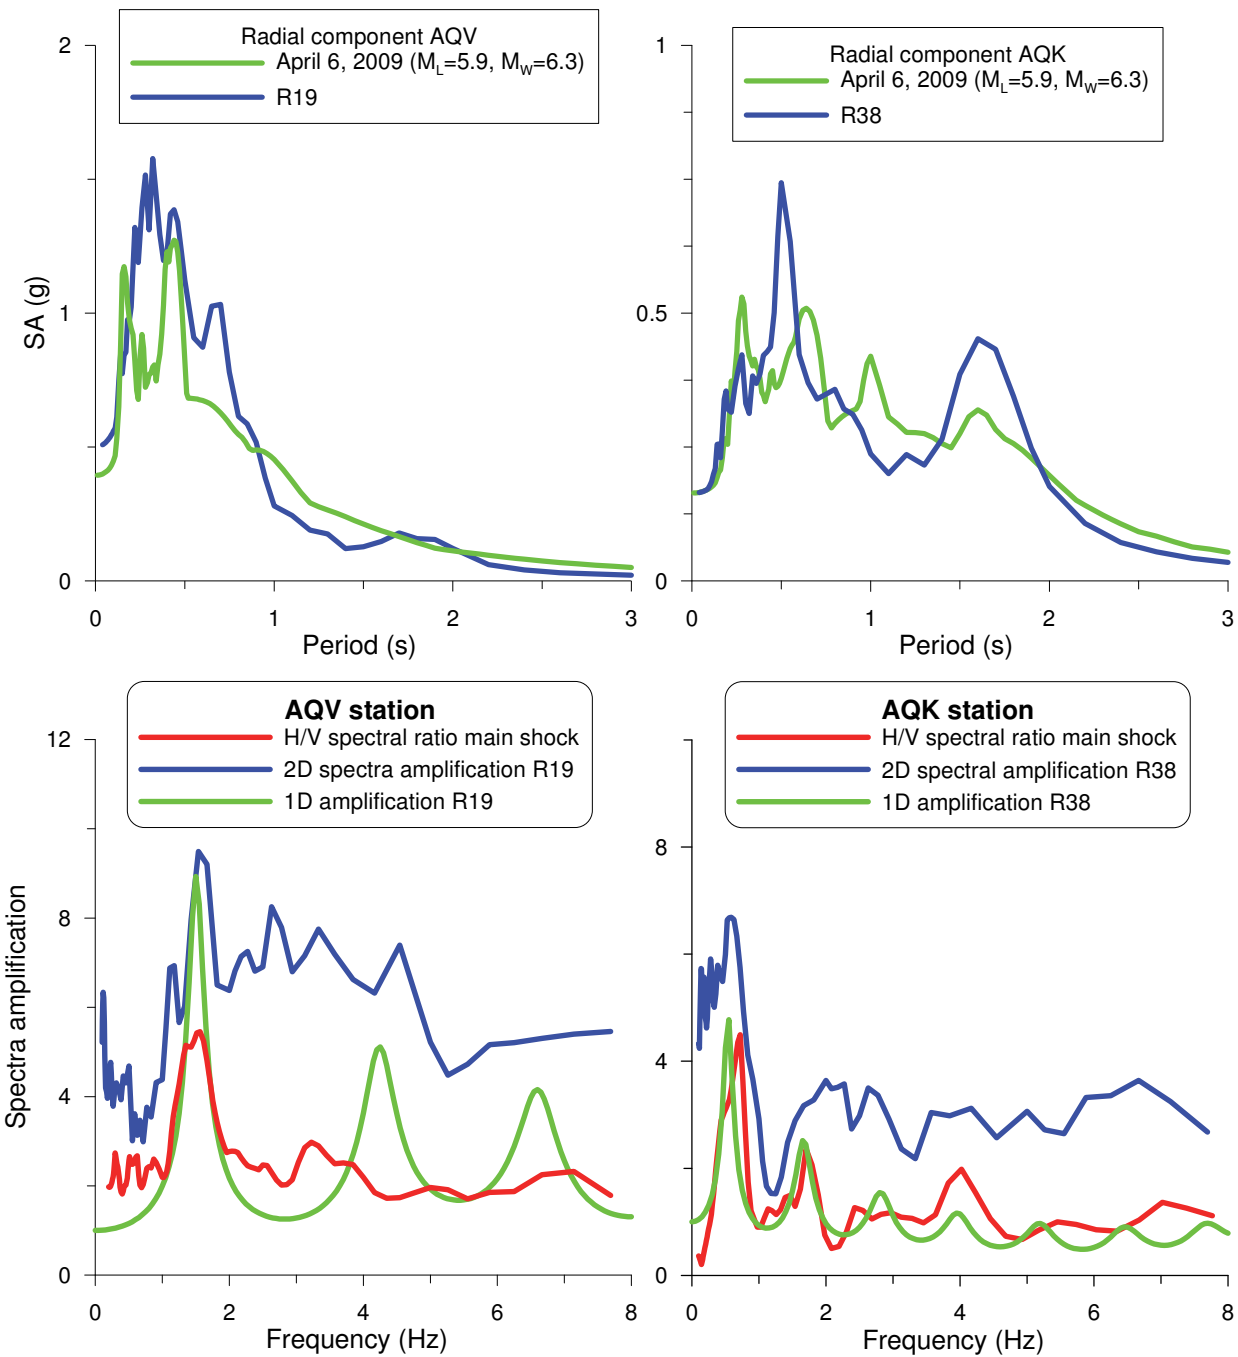 Radial component AQV
April 6, 2009 (ML=5.9, MW=6.3)
R19
2
1
0
SA (g)
0 1 2 3
Period (s)
Radial component AQK
April 6, 2009 (ML=5.9, MW=6.3)
R38
1
0.5
0
0 1 2 3
Period (s)
AQV station
H/V spectral ratio main shock
2D spectra amplification R19
1D amplification R19
12
8
4
0
Spectra amplification
0 2 4 6 8
Frequency (Hz)
AQK station
H/V spectral ratio main shock
2D spectral amplification R38
1D amplification R38
8
4
0
0 2 4 6 8
Frequency (Hz)